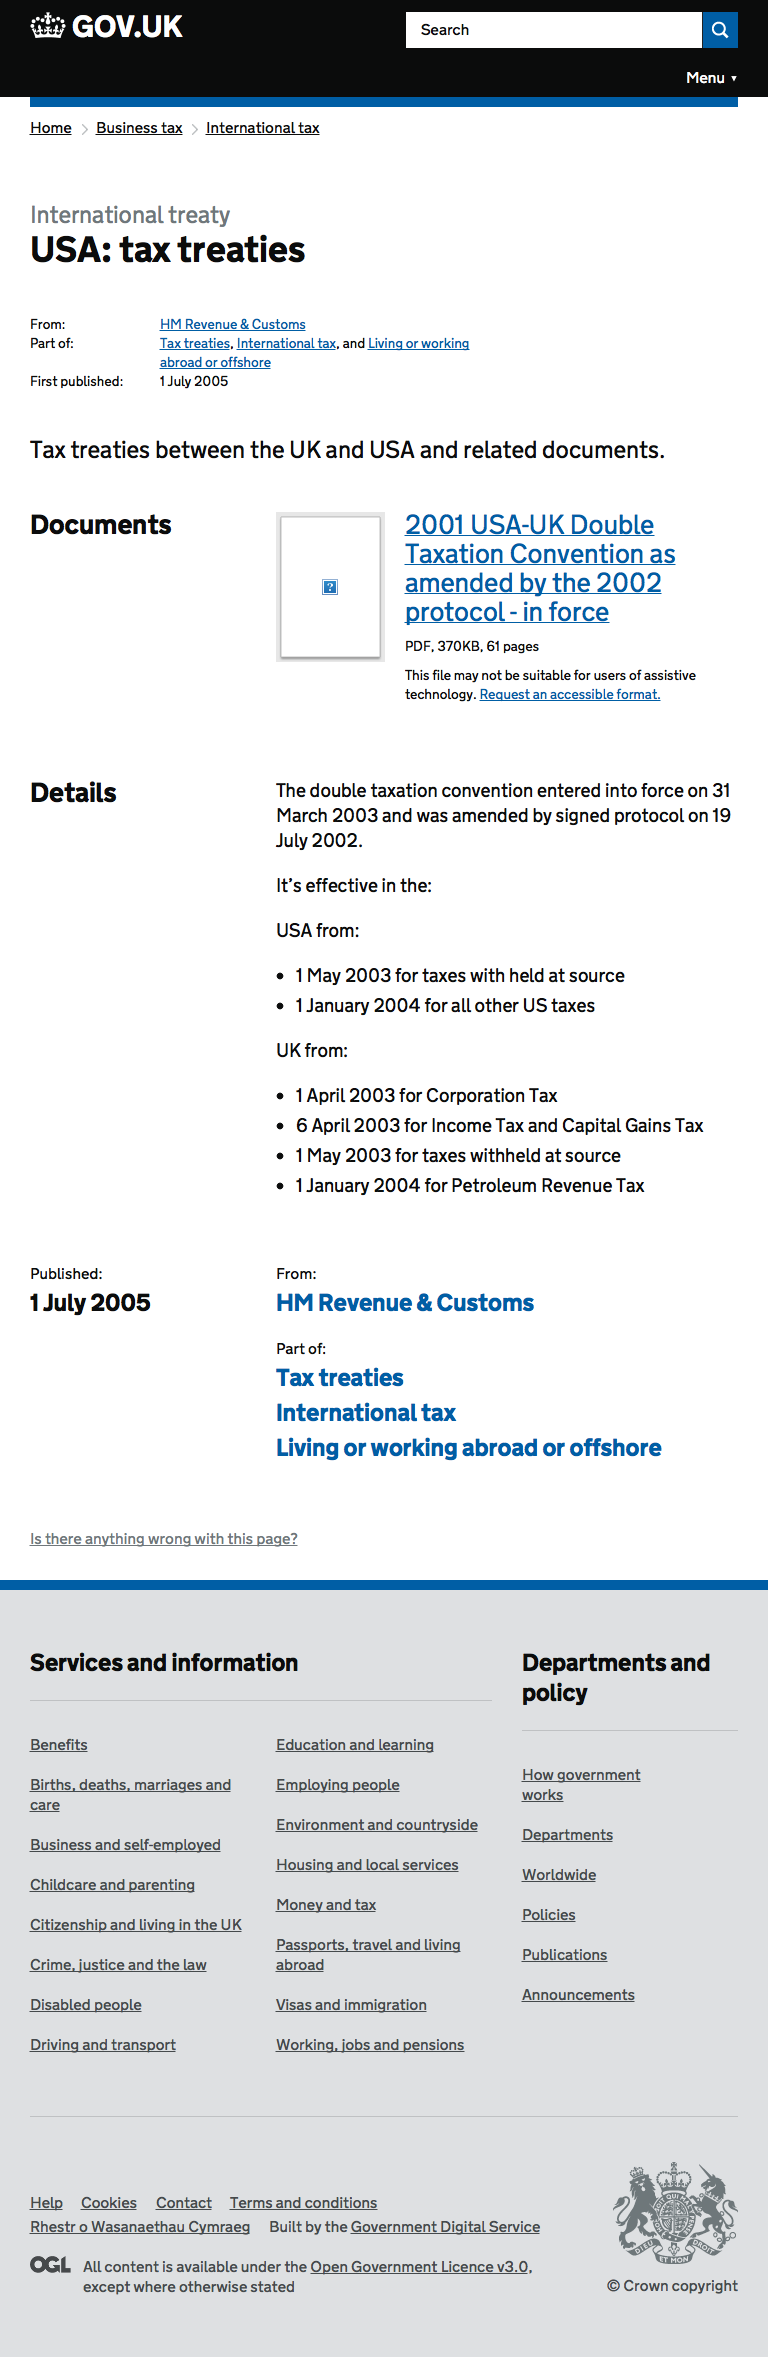 GOV.UK
Search
Menu ▼
Home > Business tax > International tax
International treaty
USA: tax treaties
From: HM Revenue & Customs
Part of: Tax treaties, International tax, and Living or working
abroad or offshore
First published: 1 July 2005
Tax treaties between the UK and USA and related documents.
Documents
2001 USA-UK Double
Taxation Convention as
amended by the 2002
protocol - in force
PDF, 370KB, 61 pages
This file may not be suitable for users of assistive
technology. Request an accessible format.
Details
The double taxation convention entered into force on 31
March 2003 and was amended by signed protocol on 19
July 2002.
It’s effective in the:
USA from:
• 1 May 2003 for taxes with held at source
• 1 January 2004 for all other US taxes
UK from:
• 1 April 2003 for Corporation Tax
• 6 April 2003 for Income Tax and Capital Gains Tax
• 1 May 2003 for taxes withheld at source
• 1 January 2004 for Petroleum Revenue Tax
Published:
1 July 2005
From:
HM Revenue & Customs
Part of:
Tax treaties
International tax
Living or working abroad or offshore
Is there anything wrong with this page?
Services and information
Benefits
Births, deaths, marriages and
care
Business and self-employed
Childcare and parenting
Citizenship and living in the UK
Crime, justice and the law
Disabled people
Driving and transport
Education and learning
Employing people
Environment and countryside
Housing and local services
Money and tax
Passports, travel and living
abroad
Visas and immigration
Working, jobs and pensions
Departments and
policy
How government
works
Departments
Worldwide
Policies
Publications
Announcements
Help Cookies Contact Terms and conditions
Rhestr o Wasanaethau Cymraeg Built by the Government Digital Service
OGL All content is available under the Open Government Licence v3.0,
except where otherwise stated
DIEU ET MON DROIT
© Crown copyright